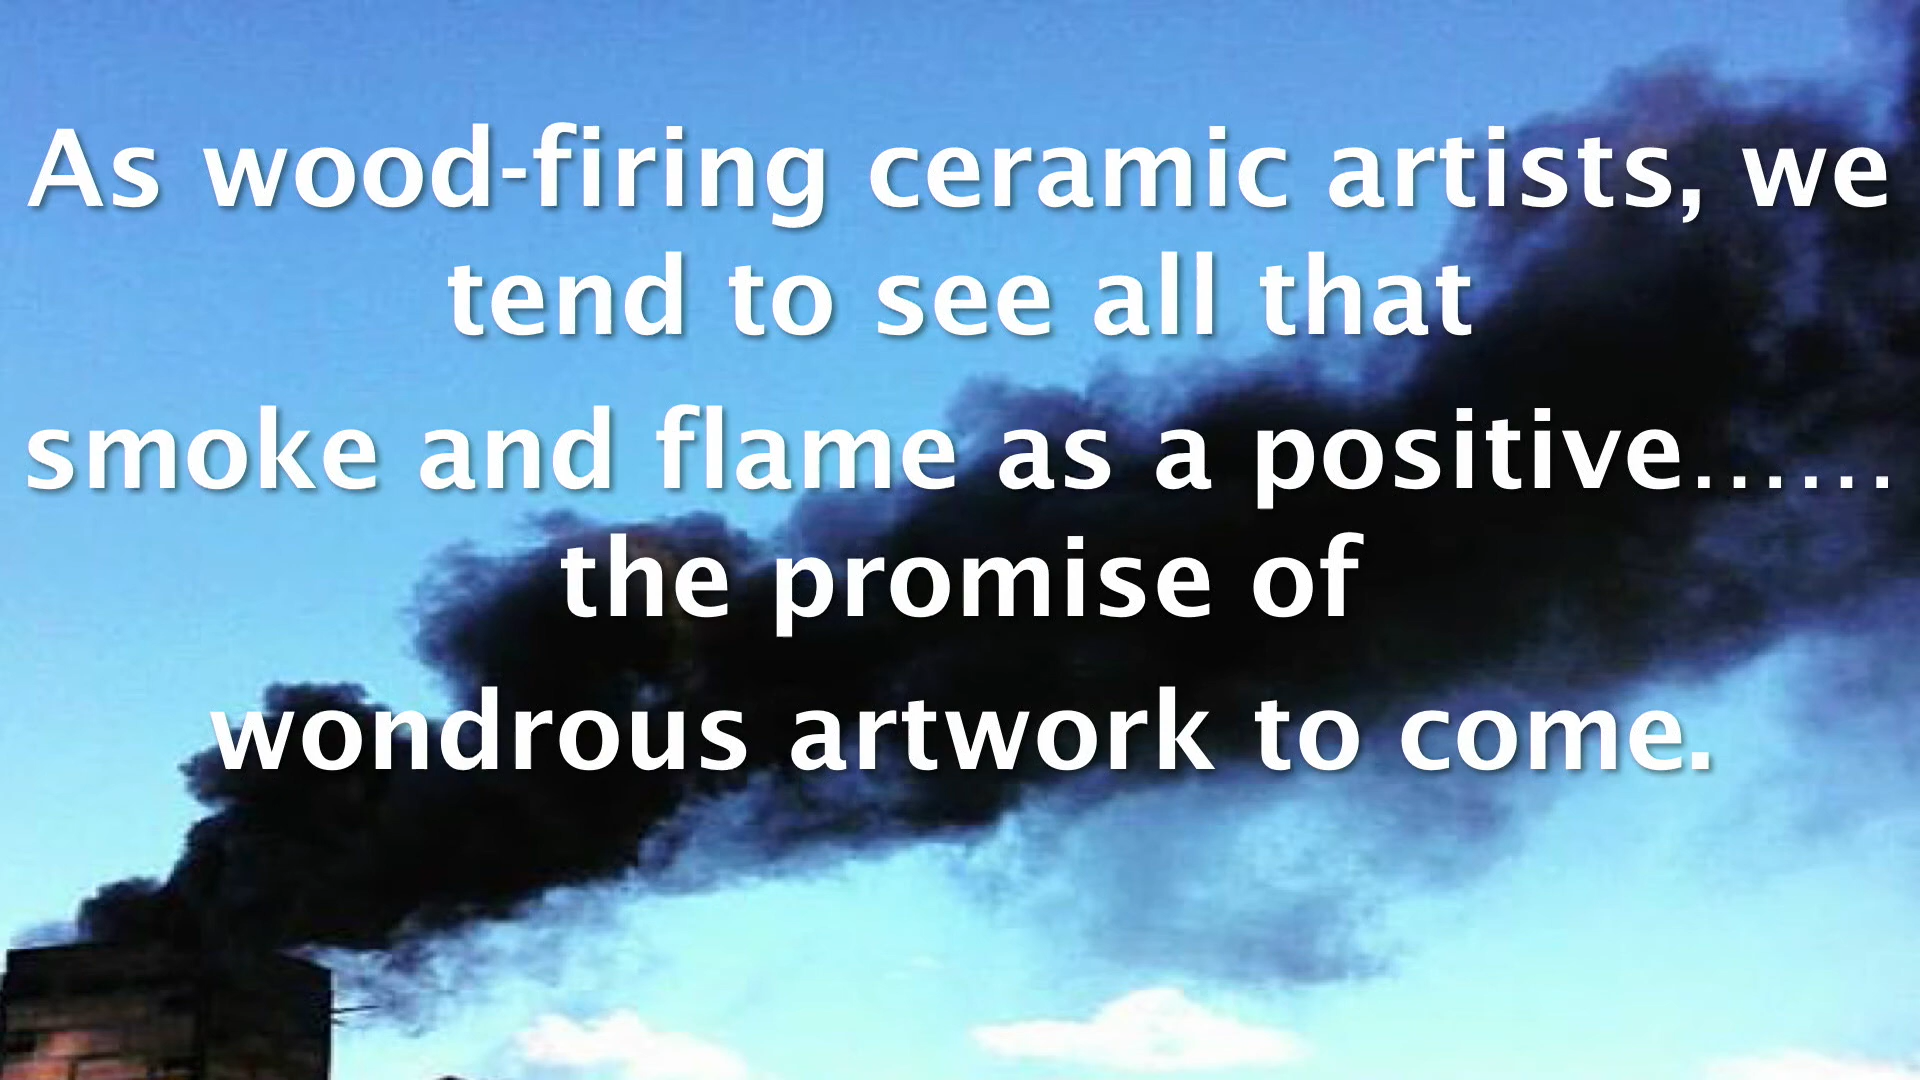 As wood-firing ceramic artists, we
tend to see all that
smoke and flame as a positive......
the promise of
wondrous artwork to come.